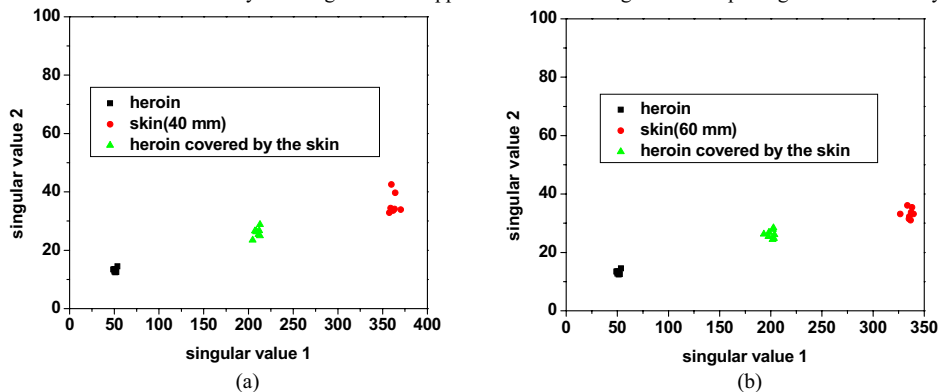 100
80
60
40
20
0
singular value 2
heroin
skin(40 mm)
heroin covered by the skin
0 50 100 150 200 250 300 350 400
singular value 1
(a)
100
80
60
40
20
0
singular value 2
heroin
skin(60 mm)
heroin covered by the skin
0 50 100 150 200 250 300 350
singular value 1
(b)